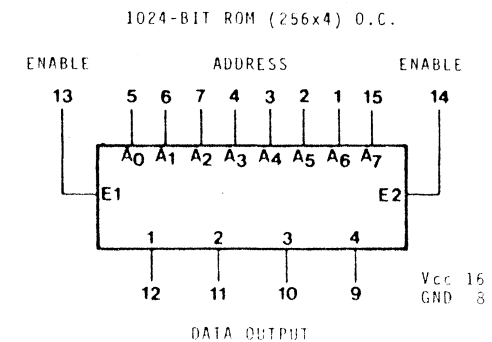 1024-BIT ROM (256x4) O.C.
ENABLE ADDRESS ENABLE
13 5 6 7 4 3 2 1 15 14
A0 A1 A2 A3 A4 A5 A6 A7
E1 E2
1 2 3 4
12 11 10 9
Vcc 16
GND 8
DATA OUTPUT